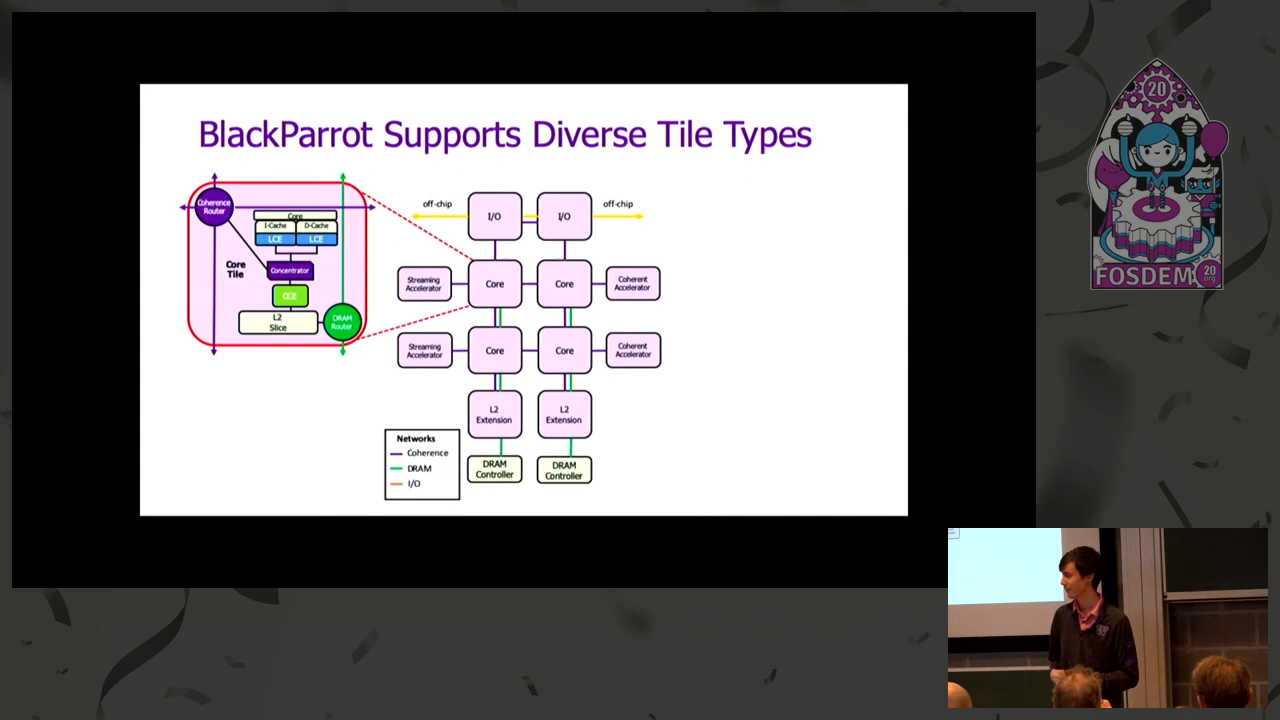 BlackParrot Supports Diverse Tile Types
Coherence
Router
Core
I-Cache
D-Cache
LCE
LCE
Core
Tile
Concentrator
CCE
L2
Slice
DRAM
Router
off-chip
I/O
I/O
off-chip
Streaming
Accelerator
Core
Core
Coherent
Accelerator
Streaming
Accelerator
Core
Core
Coherent
Accelerator
L2
Extension
L2
Extension
DRAM
Controller
DRAM
Controller
Networks
Coherence
DRAM
I/O
20
FOSDEM
20
.org